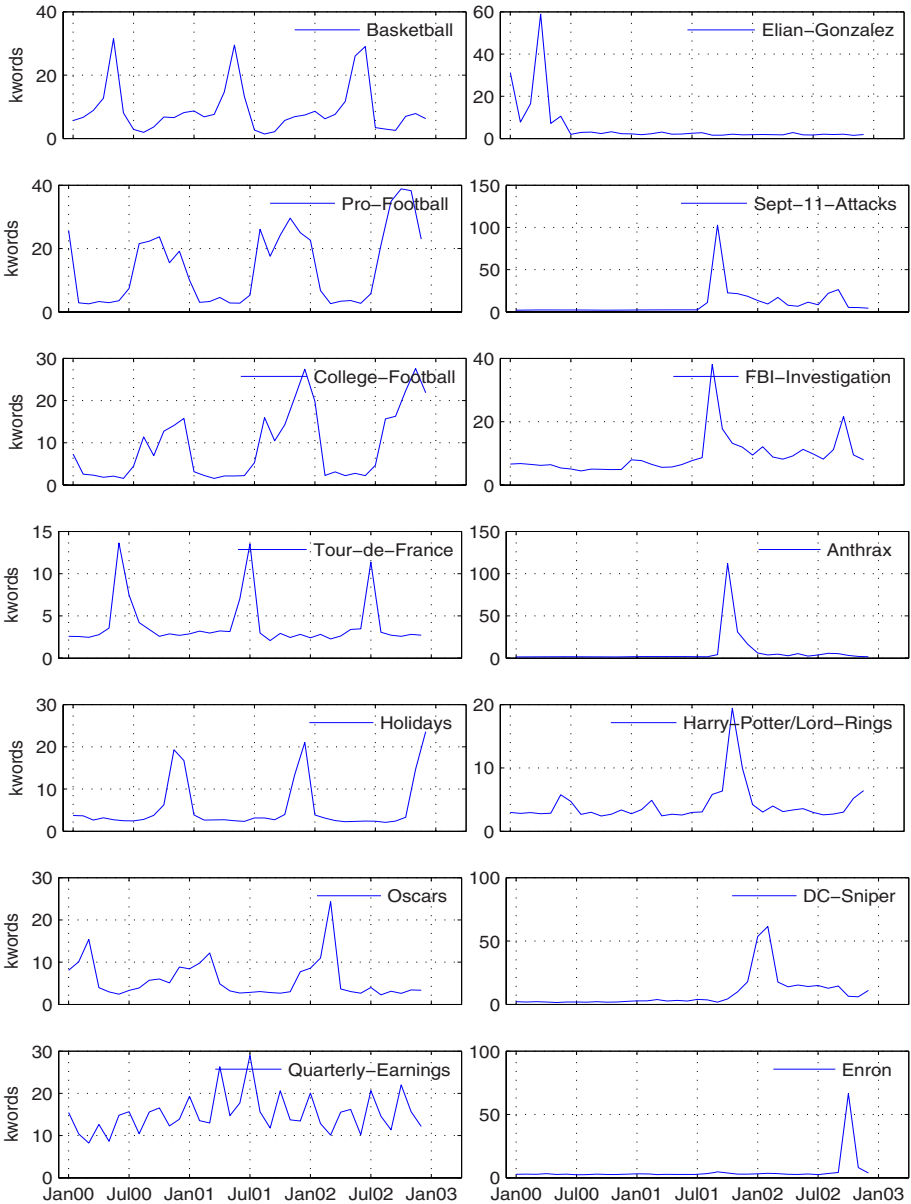 60
40
20
0
kwords
Basketball
60
40
20
0
Elian-Gonzalez
40
20
0
kwords
Pro-Football
150
100
50
0
Sept-11-Attacks
30
20
10
0
kwords
College-Football
40
20
0
FBI-Investigation
15
10
5
0
kwords
Tour-de-France
150
100
50
0
Anthrax
30
20
10
0
kwords
Holidays
20
10
0
Harry-Potter/Lord-Rings
30
20
10
0
kwords
Oscars
100
50
0
DC-Sniper
30
20
10
0
kwords
Quarterly-Earnings
100
50
0
Enron
Jan00 Jul00 Jan01 Jul01 Jan02 Jul02 Jan03
Jan00 Jul00 Jan01 Jul01 Jan02 Jul02 Jan03